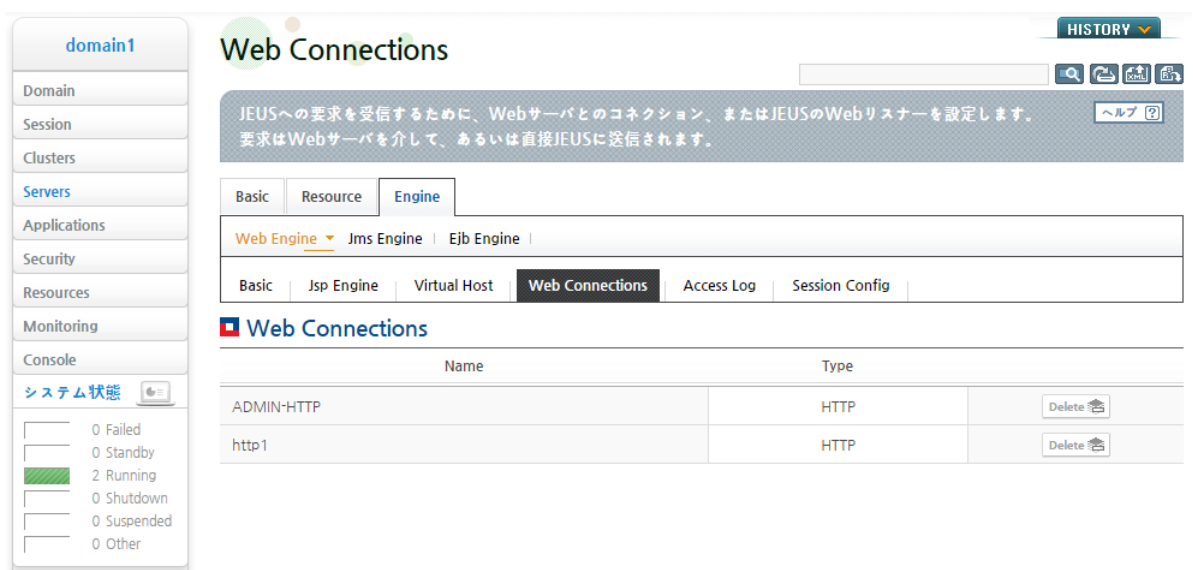 domain1
Domain
Session
Clusters
Servers
Applications
Security
Resources
Monitoring
Console
システム状態
0 Failed
0 Standby
2 Running
0 Shutdown
0 Suspended
0 Other
HISTORY
Web Connections
XML
JEUSへの要求を受信するために、Webサーバとのコネクション、またはJEUSのWebリスナーを設定します。
要求はWebサーバを介して、あるいは直接JEUSに送信されます。
ヘルプ ?
Basic Resource Engine
Web Engine Jms Engine Ejb Engine
Basic Jsp Engine Virtual Host Web Connections Access Log Session Config
Web Connections
Name Type
ADMIN-HTTP HTTP Delete
http1 HTTP Delete